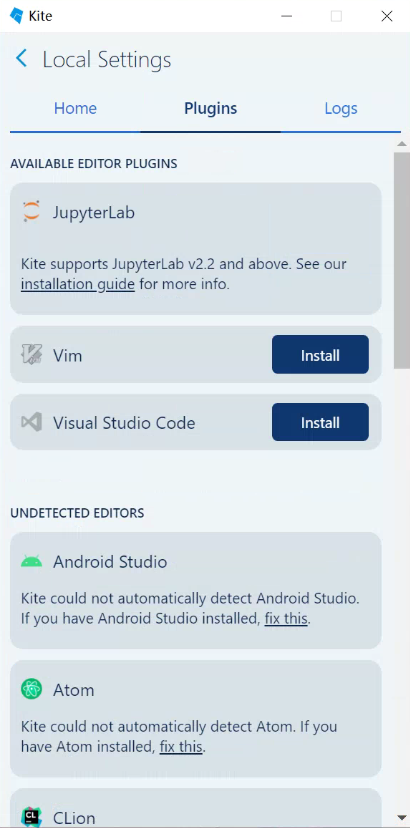 Kite
Local Settings
Home
Plugins
Logs
AVAILABLE EDITOR PLUGINS
JupyterLab
Kite supports JupyterLab v2.2 and above. See our
installation guide for more info.
Vim
Install
Visual Studio Code
Install
UNDETECTED EDITORS
Android Studio
Kite could not automatically detect Android Studio.
If you have Android Studio installed, fix this.
Atom
Kite could not automatically detect Atom. If you
have Atom installed, fix this.
CL
CLion